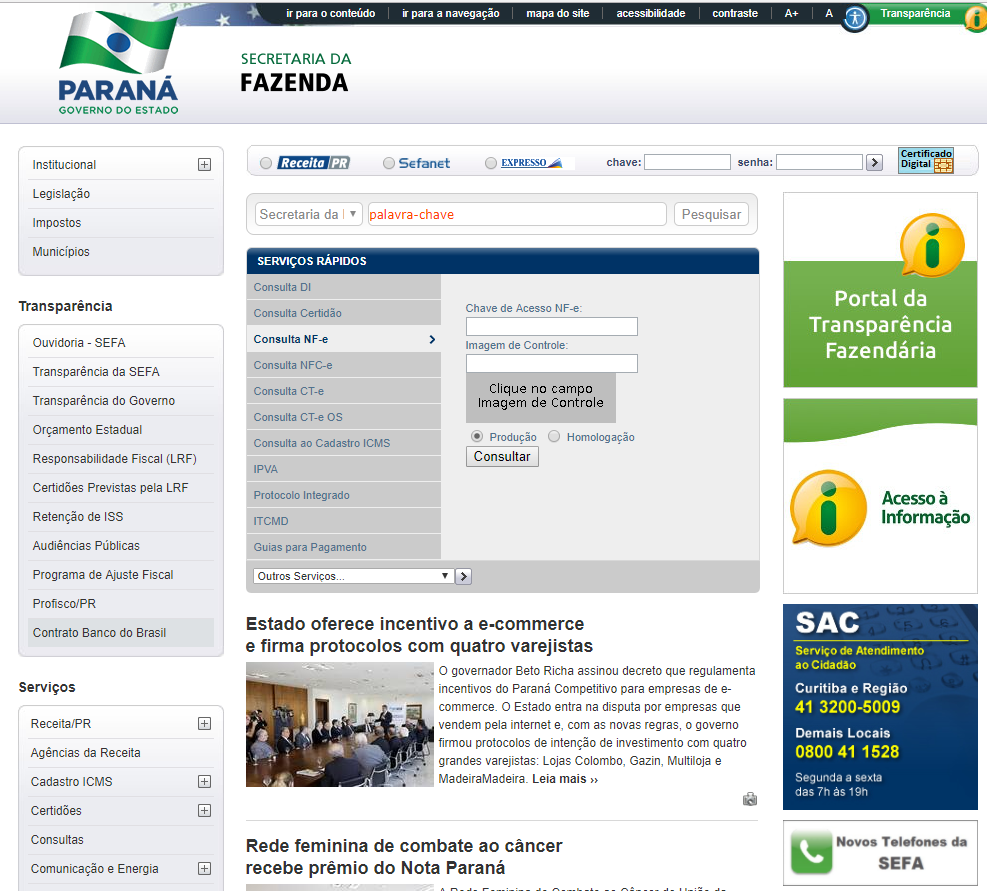 ir para o conteúdo
ir para a navegação
mapa do site
acessibilidade
contraste
A+
A
Transparência
PARANÁ
GOVERNO DO ESTADO
SECRETARIA DA
FAZENDA
Institucional
Legislação
Impostos
Municípios
Transparência
Ouvidoria - SEFA
Transparência da SEFA
Transparência do Governo
Orçamento Estadual
Responsabilidade Fiscal (LRF)
Certidões Previstas pela LRF
Retenção de ISS
Audiências Públicas
Programa de Ajuste Fiscal
Profisco/PR
Contrato Banco do Brasil
Serviços
Receita/PR
Agências da Receita
Cadastro ICMS
Certidões
Consultas
Comunicação e Energia
Receita PR
Sefanet
EXPRESSO
chave:
senha:
Certificado
Digital
Secretaria da
palavra-chave
Pesquisar
SERVIÇOS RÁPIDOS
Consulta DI
Consulta Certidão
Consulta NF-e
Consulta NFC-e
Consulta CT-e
Consulta CT-e OS
Consulta ao Cadastro ICMS
IPVA
Protocolo Integrado
ITCMD
Guias para Pagamento
Chave de Acesso NF-e:
Imagem de Controle:
Clique no campo
Imagem de Controle
Produção
Homologação
Consultar
Outros Serviços...
Estado oferece incentivo a e-commerce
e firma protocolos com quatro varejistas
O governador Beto Richa assinou decreto que regulamenta
incentivos do Paraná Competitivo para empresas de e-
commerce. O Estado entra na disputa por empresas que
vendem pela internet e, com as novas regras, o governo
firmou protocolos de intenção de investimento com quatro
grandes varejistas: Lojas Colombo, Gazin, Multiloja e
MadeiraMadeira. Leia mais ››
Rede feminina de combate ao câncer
recebe prêmio do Nota Paraná
A Rede Feminina de Combate ao Câncer de União da
Portal da
Transparência
Fazendária
Acesso à
Informação
SAC
Serviço de Atendimento
ao Cidadão
Curitiba e Região
41 3200-5009
Demais Locais
0800 41 1528
Segunda a sexta
das 7h às 19h
Novos Telefones da
SEFA